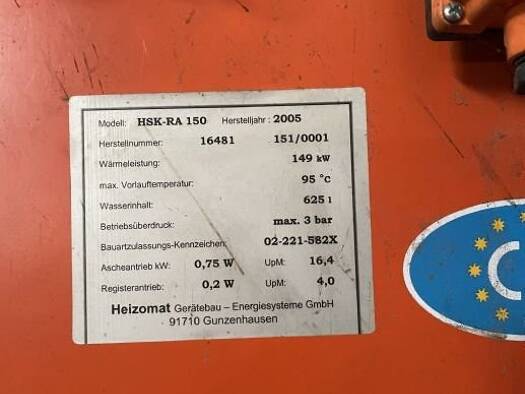 Modell: HSK-RA 150 Herstelljahr: 2005
Herstellnummer: 16481 151/0001
Wärmeleistung: 149 kW
max. Vorlauftemperatur: 95 °C
Wasserinhalt: 625 l
Betriebsüberdruck: max. 3 bar
Bauartzulassungs-Kennzeichen: 02-221-582X
Ascheantrieb kW: 0,75 W UpM: 16,4
Registerantrieb: 0,2 W UpM: 4,0
Heizomat Gerätebau – Energiesysteme GmbH
91710 Gunzenhausen